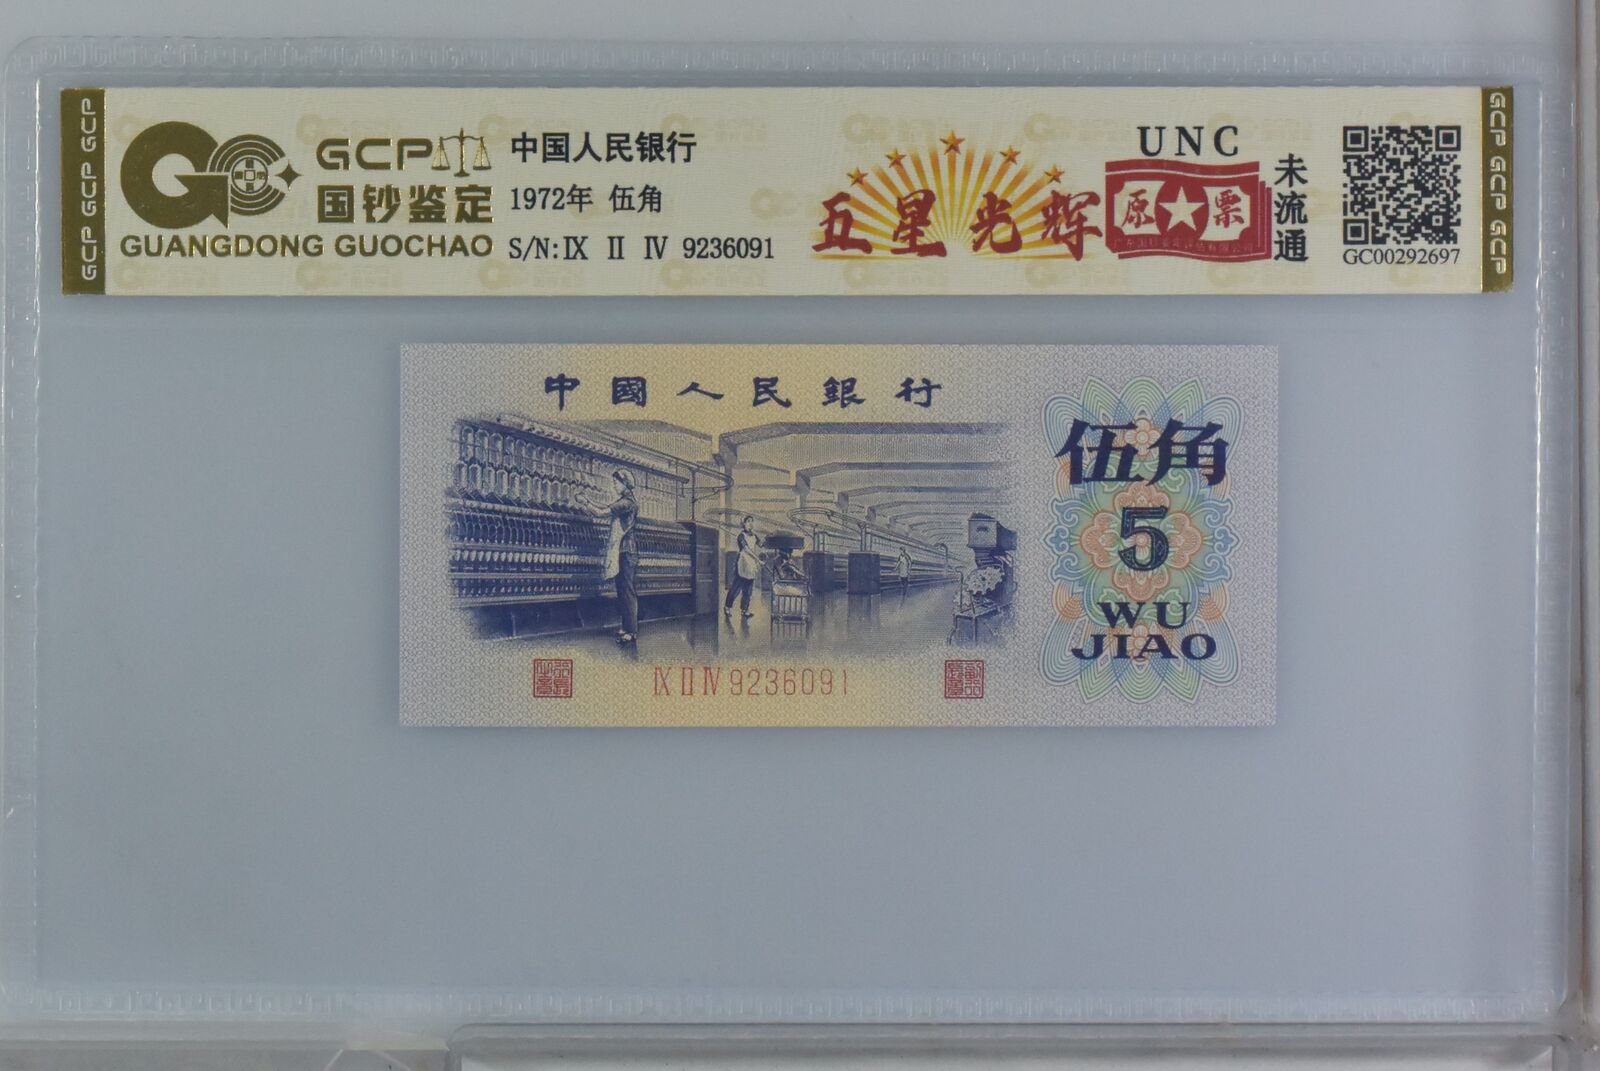 GCP GCP GCP
GCP
国钞鉴定
GUANGDONG GUOCHAO
中国人民银行
1972年 伍角
S/N:Ⅸ Ⅱ Ⅳ 9236091
五星光辉
UNC
原票
未流通
GC00292697
GCP GCP GCP
中國人民銀行
伍角
5
WU
JIAO
Ⅸ Ⅱ Ⅳ 9236091